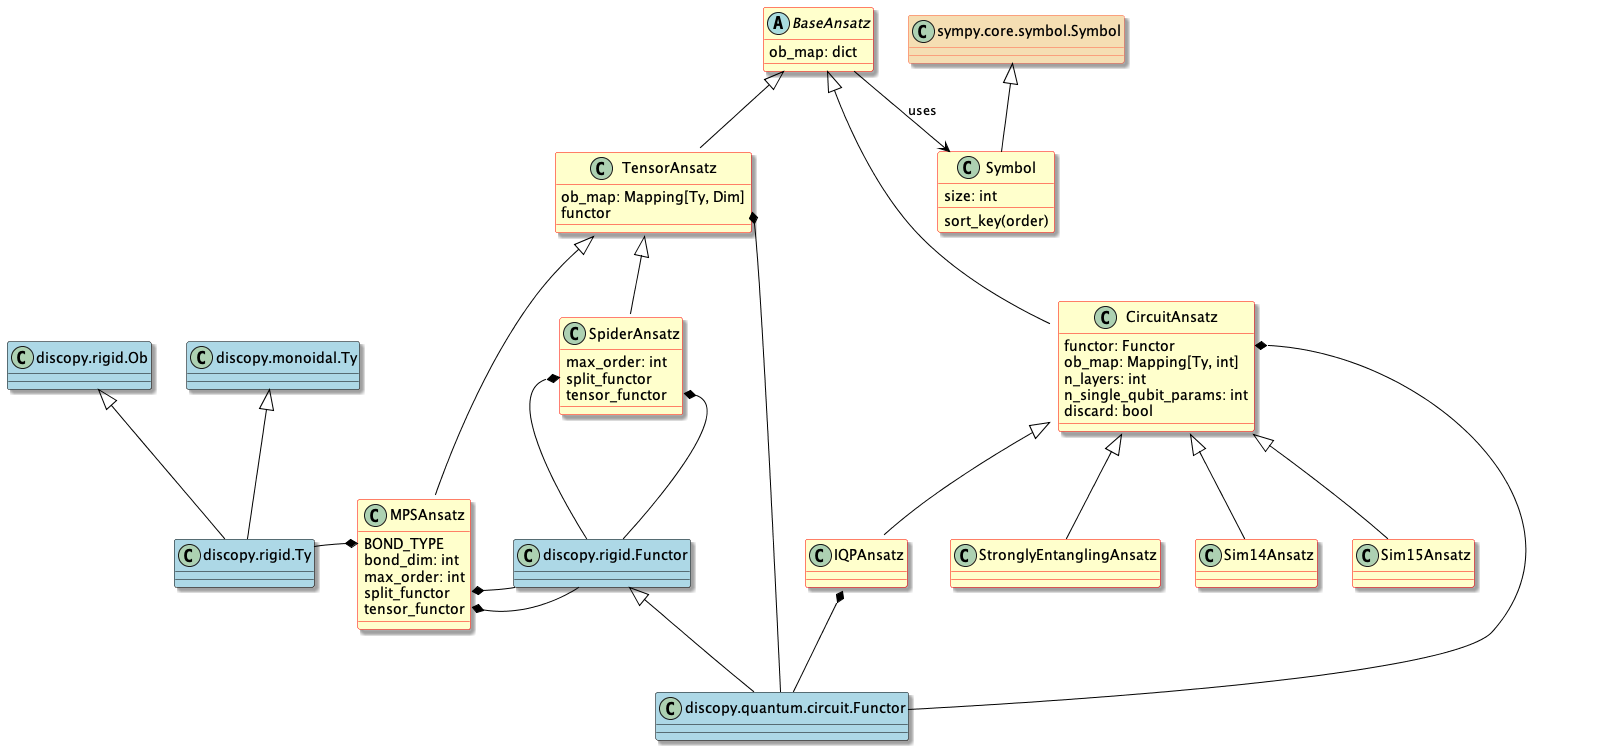 A BaseAnsatz
ob_map: dict
C sympy.core.symbol.Symbol
uses
C TensorAnsatz
ob_map: Mapping[Ty, Dim]
functor
C Symbol
size: int
sort_key(order)
C CircuitAnsatz
functor: Functor
ob_map: Mapping[Ty, int]
n_layers: int
n_single_qubit_params: int
discard: bool
C SpiderAnsatz
max_order: int
split_functor
tensor_functor
C discopy.rigid.Ob
C discopy.monoidal.Ty
C MPSAnsatz
BOND_TYPE
bond_dim: int
max_order: int
split_functor
tensor_functor
C discopy.rigid.Ty
C discopy.rigid.Functor
C IQPAnsatz
C StronglyEntanglingAnsatz
C Sim14Ansatz
C Sim15Ansatz
C discopy.quantum.circuit.Functor